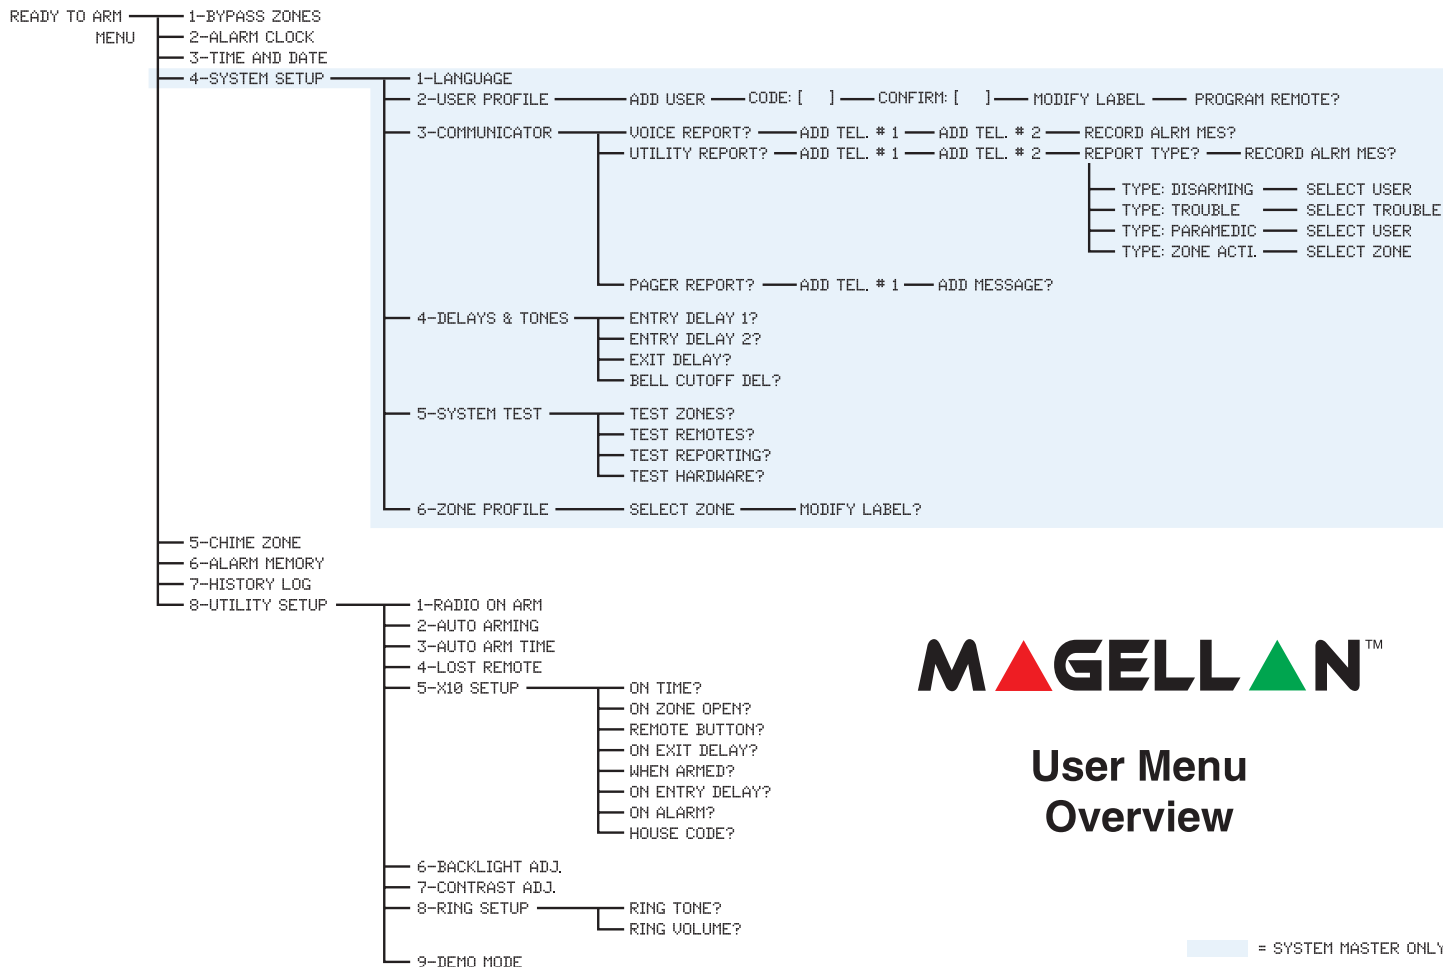 READY TO ARM
MENU
1-BYPASS ZONES
2-ALARM CLOCK
3-TIME AND DATE
4-SYSTEM SETUP
1-LANGUAGE
2-USER PROFILE ADD USER CODE: [ ] CONFIRM: [ ] MODIFY LABEL PROGRAM REMOTE?
3-COMMUNICATOR VOICE REPORT? ADD TEL. # 1 ADD TEL. # 2 RECORD ALRM MES?
UTILITY REPORT? ADD TEL. # 1 ADD TEL. # 2 REPORT TYPE? RECORD ALRM MES?
TYPE: DISARMING SELECT USER
TYPE: TROUBLE SELECT TROUBLE
TYPE: PARAMEDIC SELECT USER
TYPE: ZONE ACTI. SELECT ZONE
PAGER REPORT? ADD TEL. # 1 ADD MESSAGE?
4-DELAYS & TONES ENTRY DELAY 1?
ENTRY DELAY 2?
EXIT DELAY?
BELL CUTOFF DEL?
5-SYSTEM TEST TEST ZONES?
TEST REMOTES?
TEST REPORTING?
TEST HARDWARE?
6-ZONE PROFILE SELECT ZONE MODIFY LABEL?
5-CHIME ZONE
6-ALARM MEMORY
7-HISTORY LOG
8-UTILITY SETUP
1-RADIO ON ARM
2-AUTO ARMING
3-AUTO ARM TIME
4-LOST REMOTE
5-X10 SETUP ON TIME?
ON ZONE OPEN?
REMOTE BUTTON?
ON EXIT DELAY?
WHEN ARMED?
ON ENTRY DELAY?
ON ALARM?
HOUSE CODE?
6-BACKLIGHT ADJ.
7-CONTRAST ADJ.
8-RING SETUP RING TONE?
RING VOLUME?
9-DEMO MODE
MAGELLAN™
User Menu
Overview
= SYSTEM MASTER ONLY